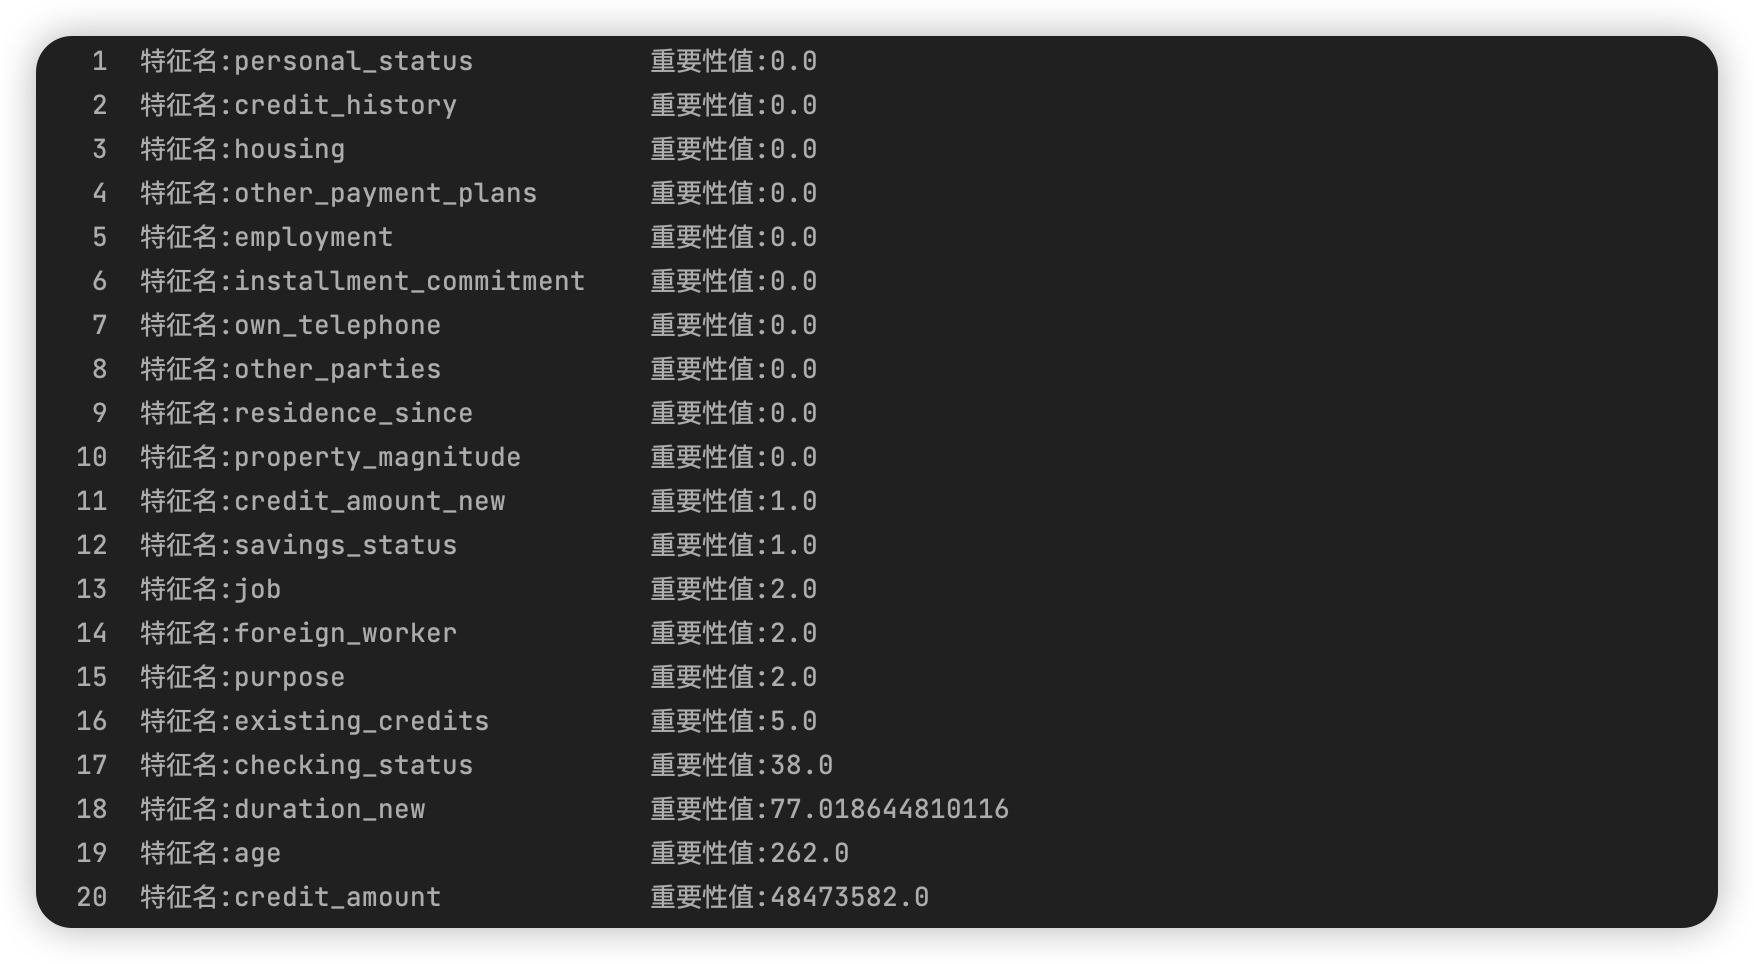 1 特征名:personal_status 重要性值:0.0
2 特征名:credit_history 重要性值:0.0
3 特征名:housing 重要性值:0.0
4 特征名:other_payment_plans 重要性值:0.0
5 特征名:employment 重要性值:0.0
6 特征名:installment_commitment 重要性值:0.0
7 特征名:own_telephone 重要性值:0.0
8 特征名:other_parties 重要性值:0.0
9 特征名:residence_since 重要性值:0.0
10 特征名:property_magnitude 重要性值:0.0
11 特征名:credit_amount_new 重要性值:1.0
12 特征名:savings_status 重要性值:1.0
13 特征名:job 重要性值:2.0
14 特征名:foreign_worker 重要性值:2.0
15 特征名:purpose 重要性值:2.0
16 特征名:existing_credits 重要性值:5.0
17 特征名:checking_status 重要性值:38.0
18 特征名:duration_new 重要性值:77.018644810116
19 特征名:age 重要性值:262.0
20 特征名:credit_amount 重要性值:48473582.0